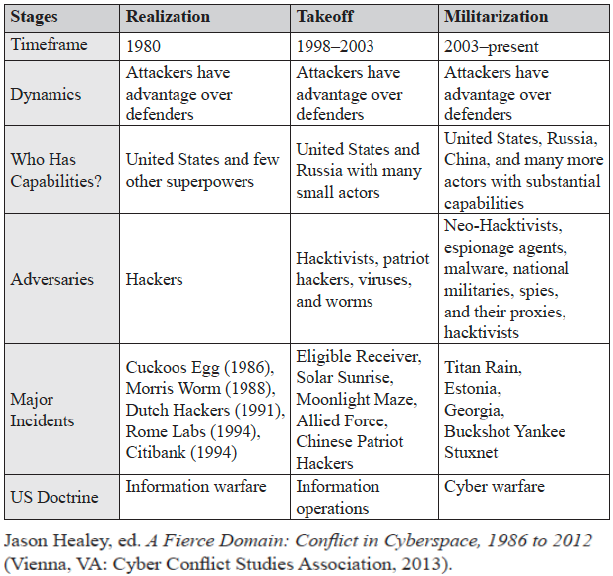 Stages
Realization
Takeoff
Militarization
Timeframe
1980
1998–2003
2003–present
Dynamics
Attackers have
advantage over
defenders
Attackers have
advantage over
defenders
Attackers have
advantage over
defenders
Who Has
Capabilities?
United States and few
other superpowers
United States and
Russia with many
small actors
United States, Russia,
China, and many more
actors with substantial
capabilities
Adversaries
Hackers
Hacktivists, patriot
hackers, viruses,
and worms
Neo-Hacktivists,
espionage agents,
malware, national
militaries, spies,
and their proxies,
hacktivists
Major
Incidents
Cuckoos Egg (1986),
Morris Worm (1988),
Dutch Hackers (1991),
Rome Labs (1994),
Citibank (1994)
Eligible Receiver,
Solar Sunrise,
Moonlight Maze,
Allied Force,
Chinese Patriot
Hackers
Titan Rain,
Estonia,
Georgia,
Buckshot Yankee
Stuxnet
US Doctrine
Information warfare
Information
operations
Cyber warfare
Jason Healey, ed. A Fierce Domain: Conflict in Cyberspace, 1986 to 2012
(Vienna, VA: Cyber Conflict Studies Association, 2013).